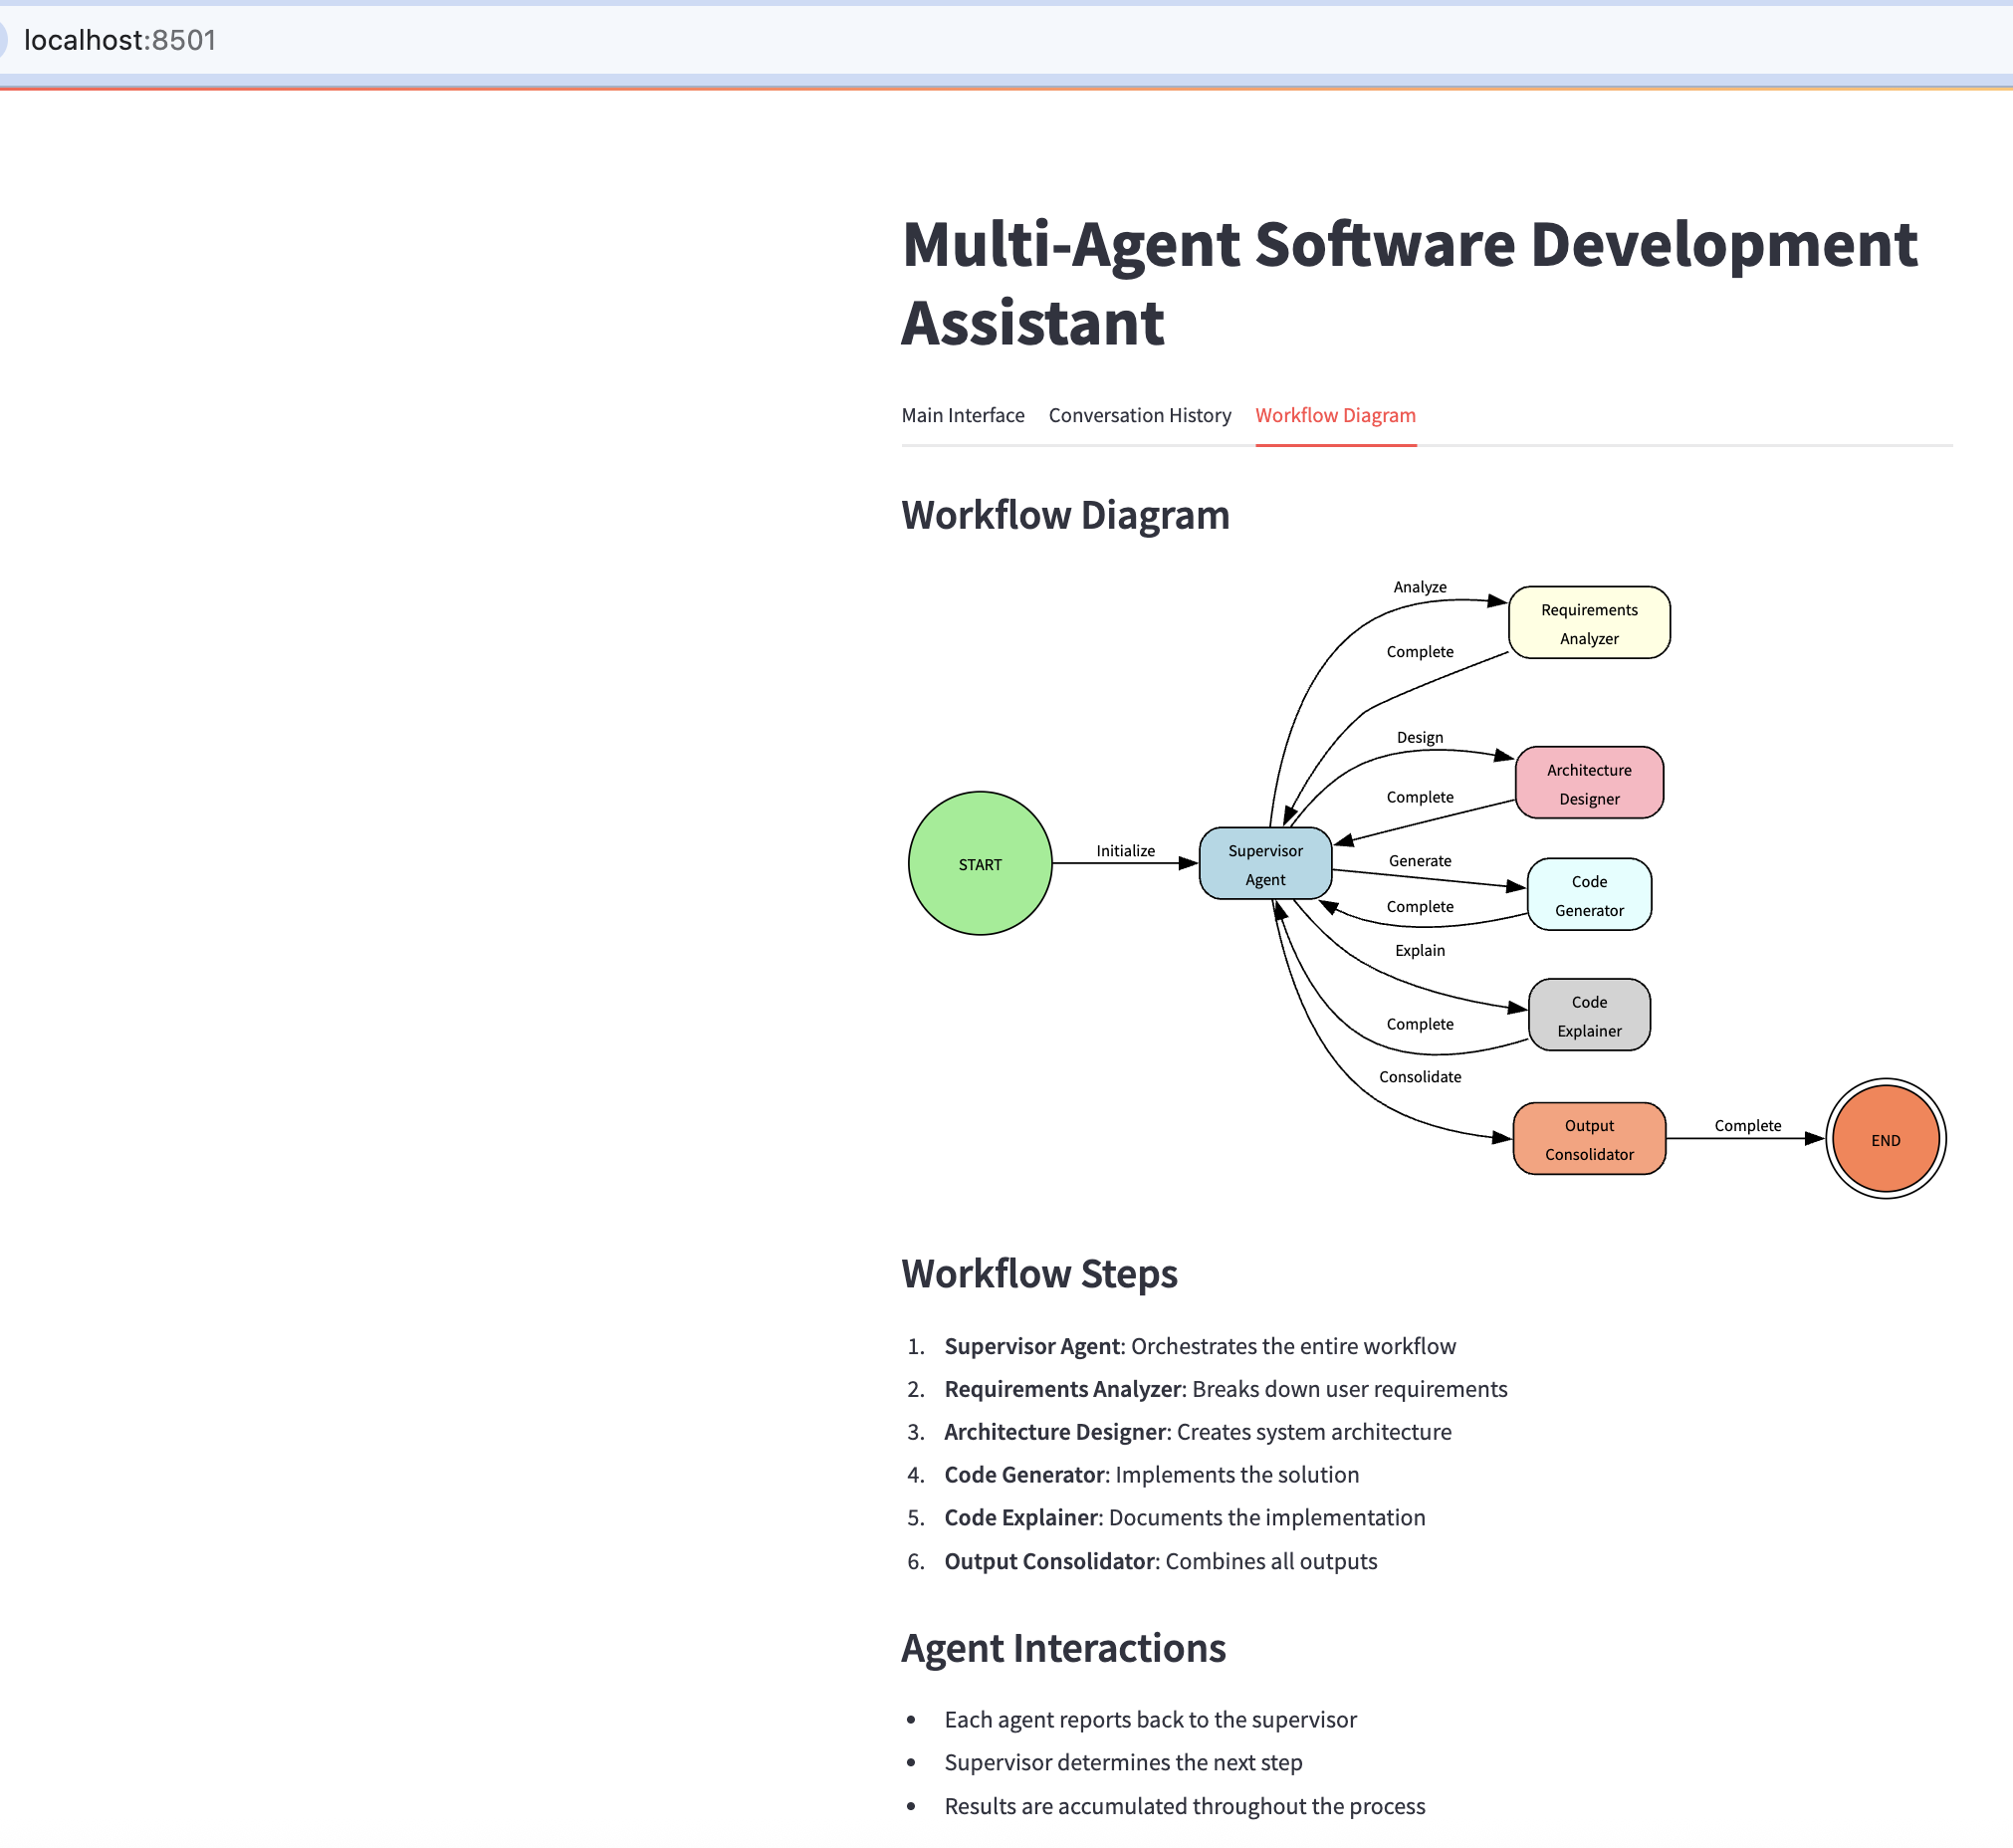 localhost:8501
Multi-Agent Software Development
Assistant
Main Interface Conversation History Workflow Diagram
Workflow Diagram
Analyze
Requirements
Analyzer
Complete
Design
Architecture
Designer
Complete
START
Initialize
Supervisor
Agent
Generate
Code
Generator
Complete
Explain
Code
Explainer
Complete
Consolidate
Output
Consolidator
Complete
END
Workflow Steps
1. Supervisor Agent: Orchestrates the entire workflow
2. Requirements Analyzer: Breaks down user requirements
3. Architecture Designer: Creates system architecture
4. Code Generator: Implements the solution
5. Code Explainer: Documents the implementation
6. Output Consolidator: Combines all outputs
Agent Interactions
• Each agent reports back to the supervisor
• Supervisor determines the next step
• Results are accumulated throughout the process